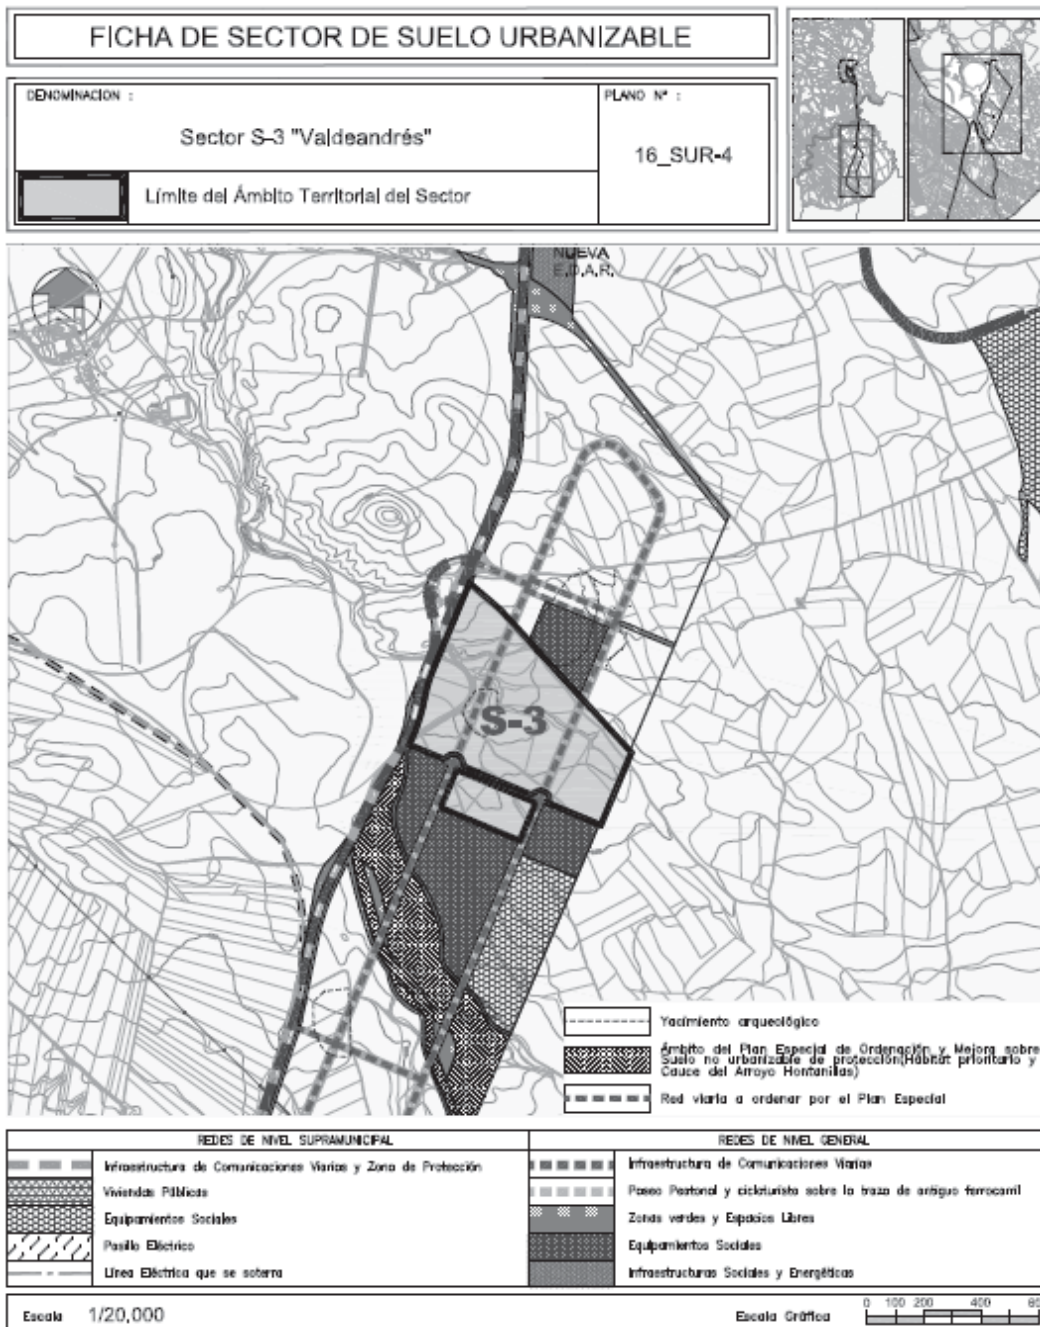 FICHA DE SECTOR DE SUELO URBANIZABLE
DENOMINACION :
Sector S-3 "Valdeandrés"
Límite del Ámbito Territorial del Sector
PLANO Nº :
16_SUR-4
NUEVA
E.D.A.R.
S-3
Yacimiento arqueológico
Ámbito del Plan Especial de Ordenación y Mejora sobre
Suelo no urbanizable de protección(Hábitat prioritario y
Cauce del Arroyo Hontanillas)
Red viaria a ordenar por el Plan Especial
REDES DE NIVEL SUPRAMUNICIPAL
Infraestructura de Comunicaciones Viarias y Zona de Protección
Viviendas Públicas
Equipamientos Sociales
Pasillo Eléctrico
Línea Eléctrica que se soterra
REDES DE NIVEL GENERAL
Infraestructura de Comunicaciones Viarias
Paseo Peatonal y cicloturista sobre la traza de antiguo ferrocarril
Zonas verdes y Espacios Libres
Equipamientos Sociales
Infraestructuras Sociales y Energéticas
Escala 1/20,000
Escala Gráfica
0 100 200 400